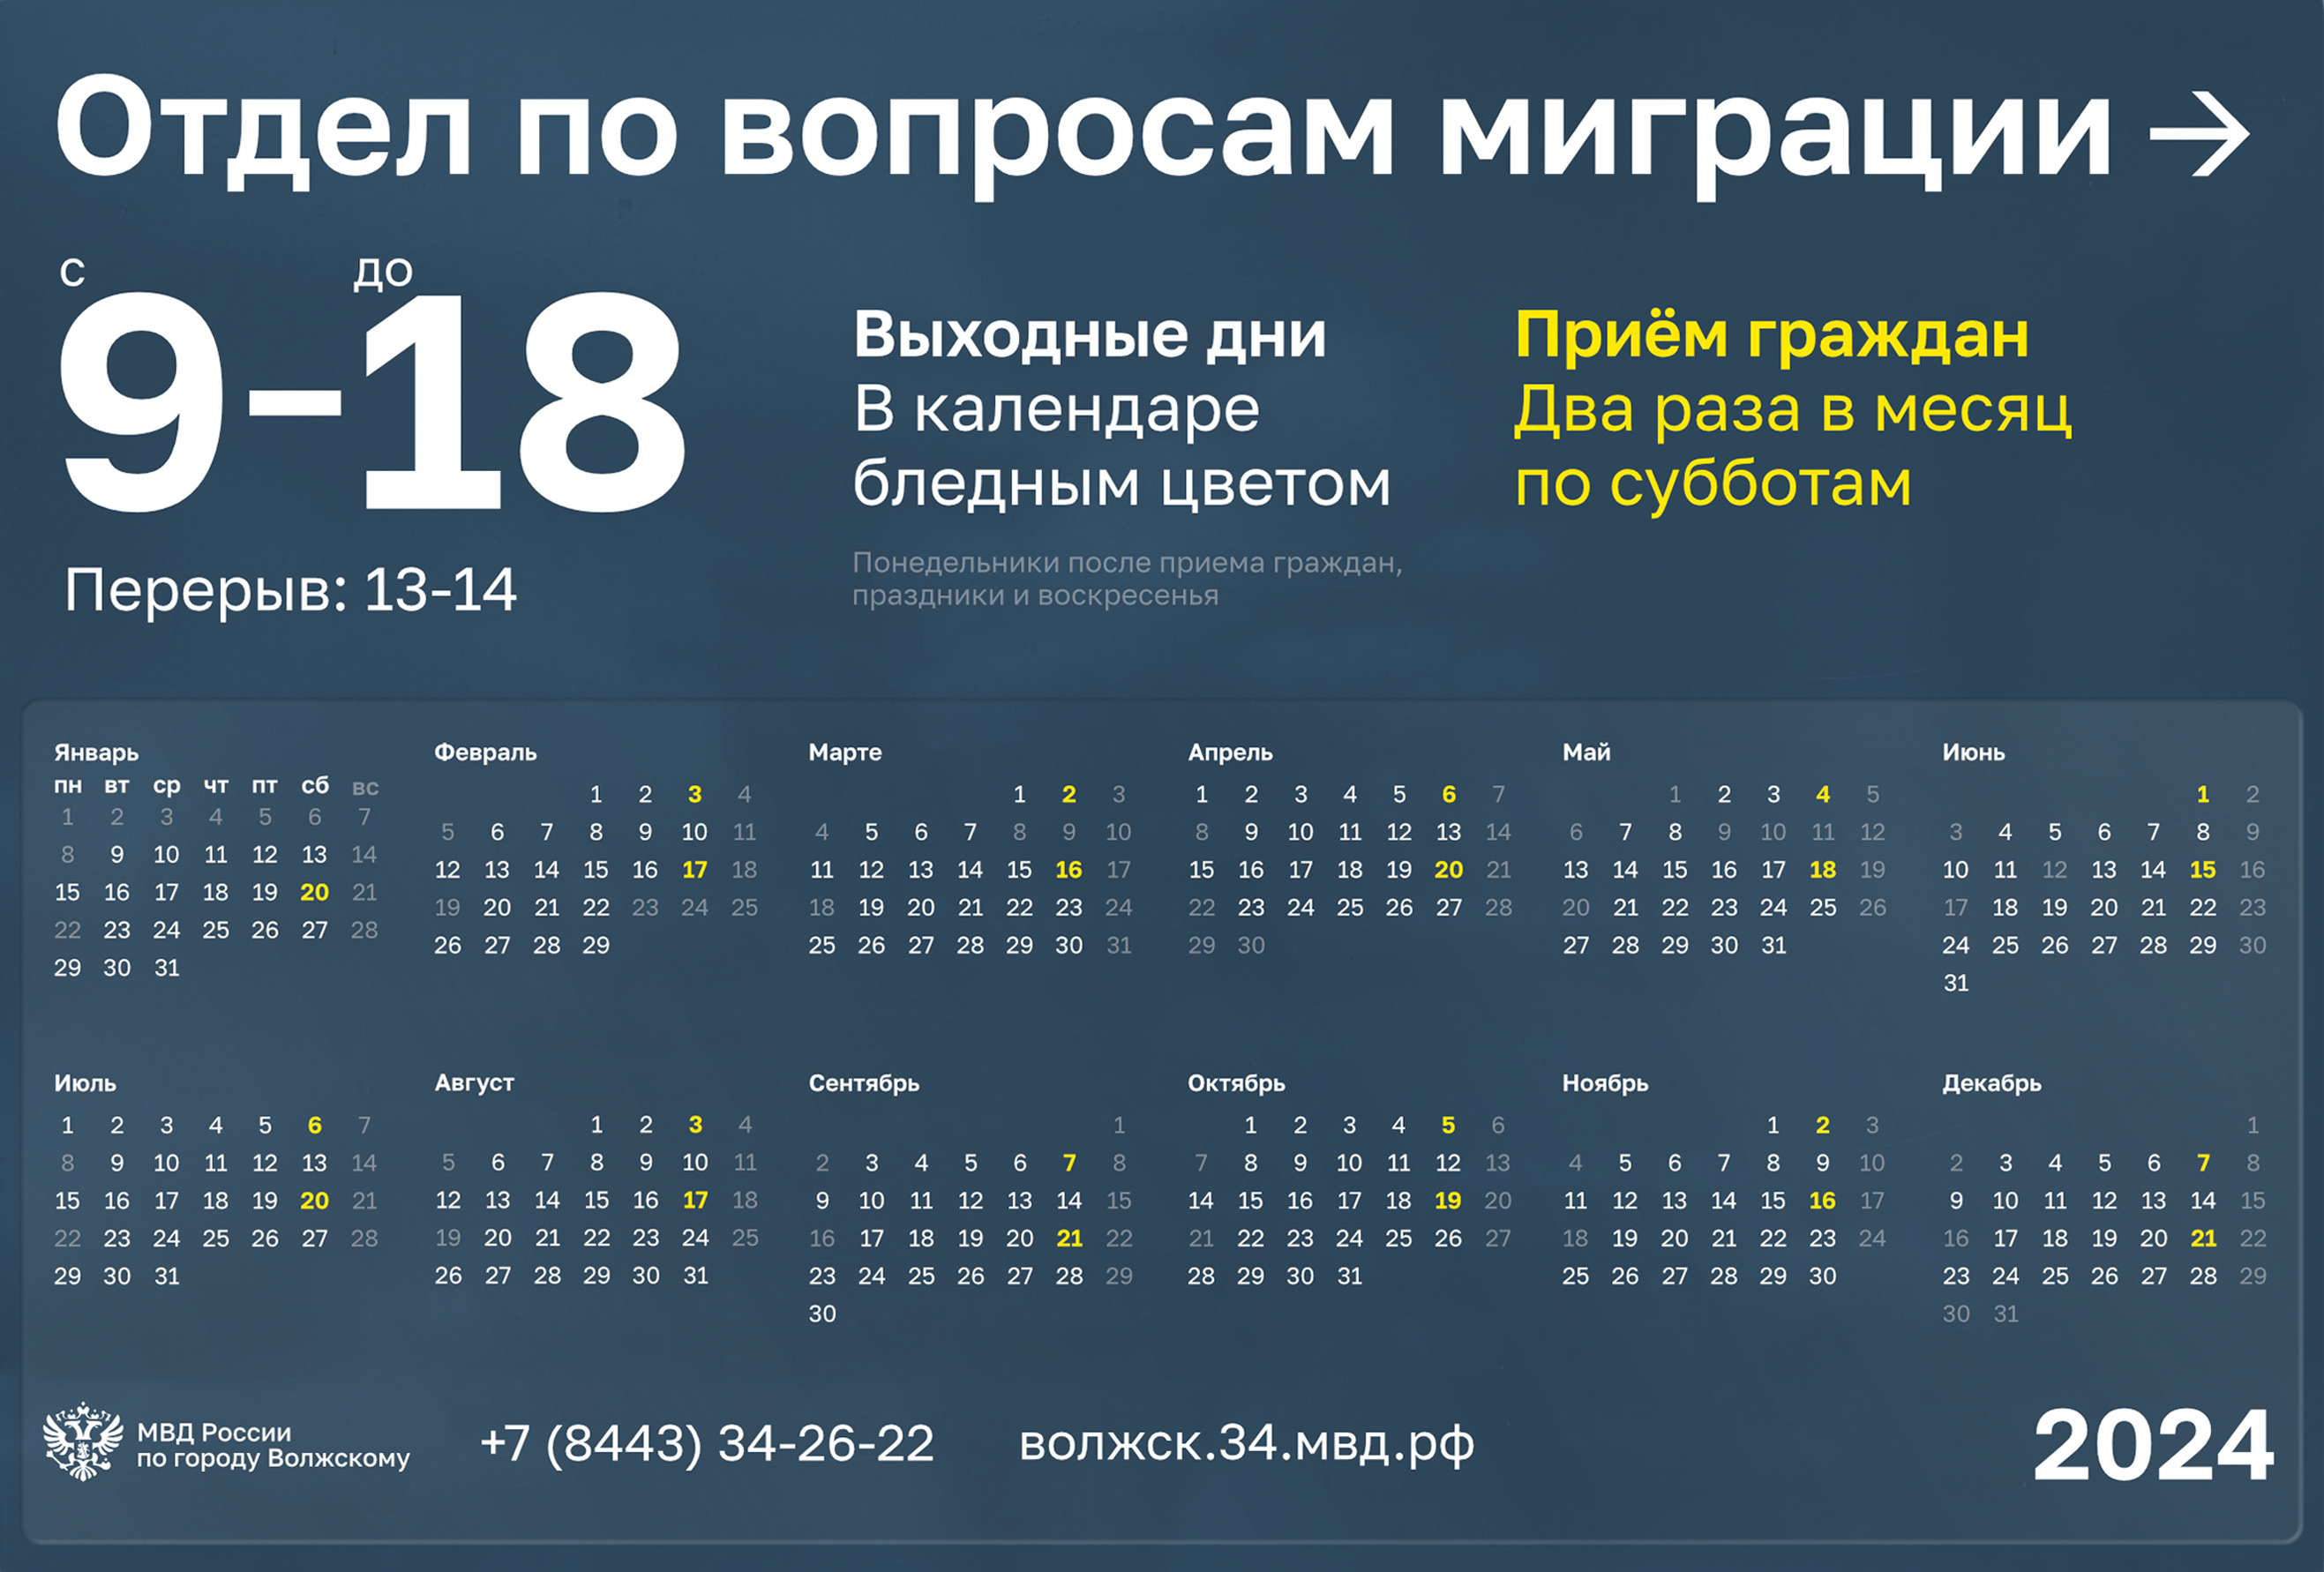 Отдел по вопросам миграции →
с до
9–18
Перерыв: 13-14
Выходные дни
В календаре
бледным цветом
Понедельники после приема граждан,
праздники и воскресенья
Приём граждан
Два раза в месяц
по субботам
Январь
пн вт ср чт пт сб вс
1 2 3 4 5 6 7
8 9 10 11 12 13 14
15 16 17 18 19 20 21
22 23 24 25 26 27 28
29 30 31
Февраль
1 2 3 4
5 6 7 8 9 10 11
12 13 14 15 16 17 18
19 20 21 22 23 24 25
26 27 28 29
Марте
1 2 3
4 5 6 7 8 9 10
11 12 13 14 15 16 17
18 19 20 21 22 23 24
25 26 27 28 29 30 31
Апрель
1 2 3 4 5 6 7
8 9 10 11 12 13 14
15 16 17 18 19 20 21
22 23 24 25 26 27 28
29 30
Май
1 2 3 4 5
6 7 8 9 10 11 12
13 14 15 16 17 18 19
20 21 22 23 24 25 26
27 28 29 30 31
Июнь
1 2
3 4 5 6 7 8 9
10 11 12 13 14 15 16
17 18 19 20 21 22 23
24 25 26 27 28 29 30
31
Июль
1 2 3 4 5 6 7
8 9 10 11 12 13 14
15 16 17 18 19 20 21
22 23 24 25 26 27 28
29 30 31
Август
1 2 3 4
5 6 7 8 9 10 11
12 13 14 15 16 17 18
19 20 21 22 23 24 25
26 27 28 29 30 31
Сентябрь
1
2 3 4 5 6 7 8
9 10 11 12 13 14 15
16 17 18 19 20 21 22
23 24 25 26 27 28 29
30
Октябрь
1 2 3 4 5 6
7 8 9 10 11 12 13
14 15 16 17 18 19 20
21 22 23 24 25 26 27
28 29 30 31
Ноябрь
1 2 3
4 5 6 7 8 9 10
11 12 13 14 15 16 17
18 19 20 21 22 23 24
25 26 27 28 29 30
Декабрь
1
2 3 4 5 6 7 8
9 10 11 12 13 14 15
16 17 18 19 20 21 22
23 24 25 26 27 28 29
30 31
МВД России
по городу Волжскому
+7 (8443) 34-26-22
волжск.34.мвд.рф
2024